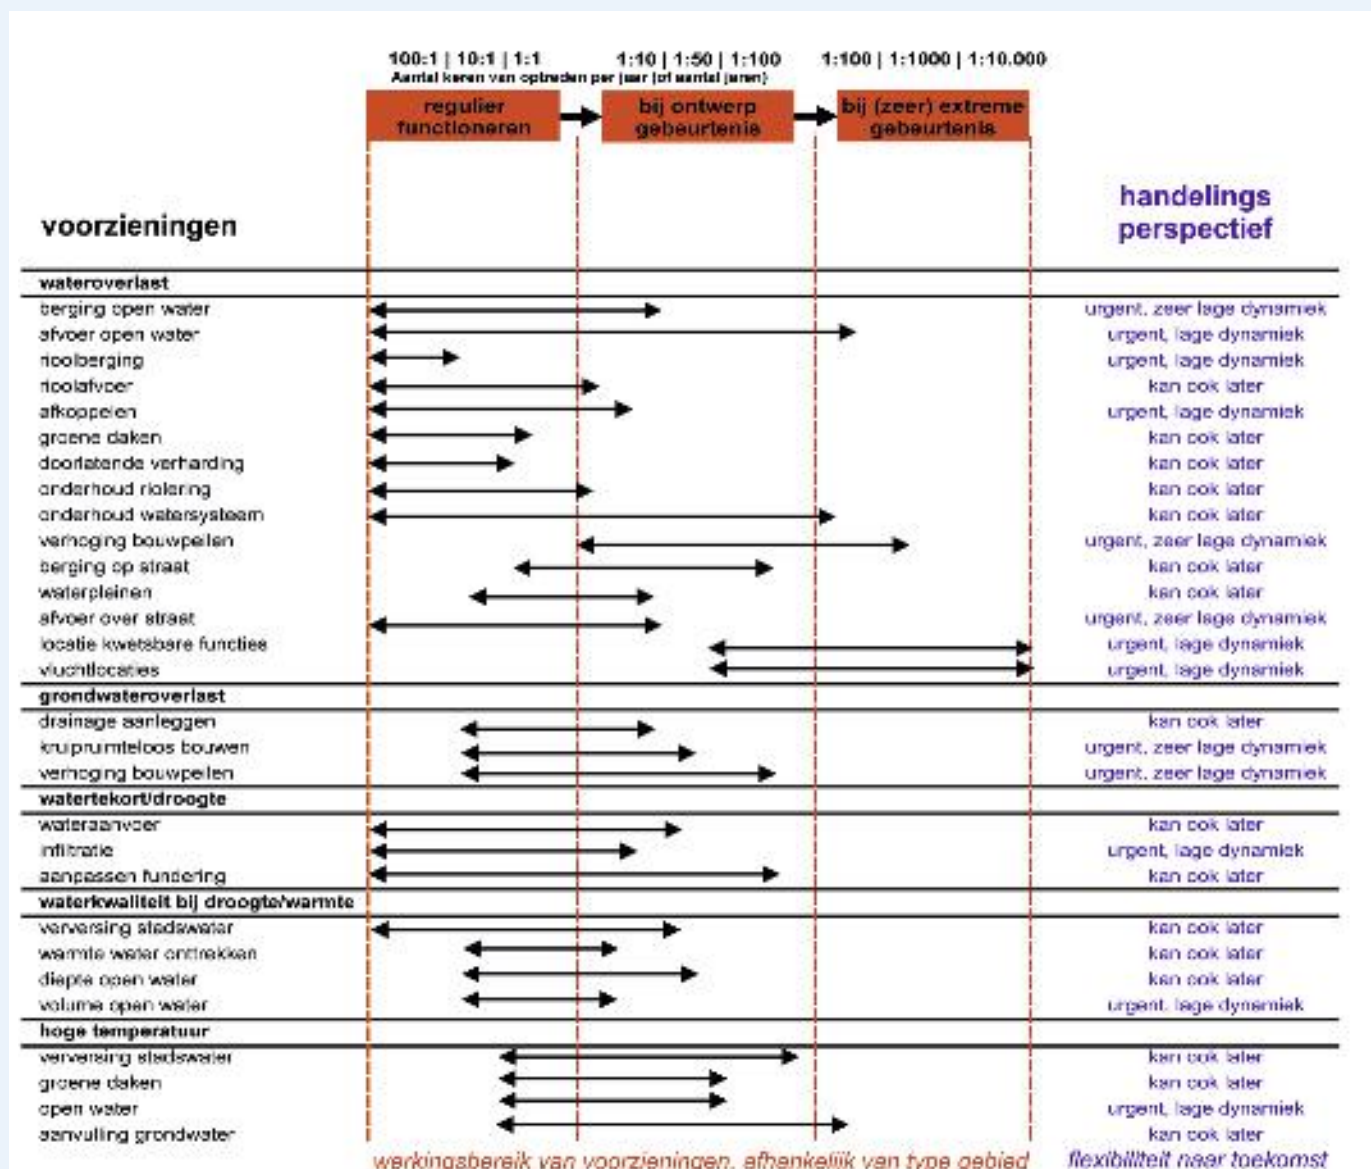 100:1 | 10:1 | 1:1 1:10 | 1:50 | 1:100 1:100 | 1:1000 | 1:10.000
Aantal keren van optreden per jaar (of aantal jaren)
regulier functioneren
bij ontwerp gebeurtenis
bij (zeer) extreme gebeurtenis
voorzieningen
handelings
perspectief
wateroverlast
berging open water urgent, zeer lage dynamiek
afvoer open water urgent, lage dynamiek
rioolberging urgent, lage dynamiek
rioolafvoer kan ook later
afkoppelen urgent, lage dynamiek
groene daken kan ook later
doorlatende verharding kan ook later
onderhoud riolering kan ook later
onderhoud watersysteem kan ook later
verhoging bouwpeilen urgent, zeer lage dynamiek
berging op straat kan ook later
waterpleinen kan ook later
afvoer over straat urgent, zeer lage dynamiek
locatie kwetsbare functies urgent, lage dynamiek
vluchtlocaties urgent, lage dynamiek
grondwateroverlast
drainage aanleggen kan ook later
kruipruimteloos bouwen urgent, zeer lage dynamiek
verhoging bouwpeilen urgent, zeer lage dynamiek
watertekort/droogte
wateraanvoer kan ook later
infiltratie urgent, lage dynamiek
aanpassen fundering kan ook later
waterkwaliteit bij droogte/warmte
verversing stadswater kan ook later
warmte water onttrekken kan ook later
diepte open water kan ook later
volume open water urgent, lage dynamiek
hoge temperatuur
verversing stadswater kan ook later
groene daken kan ook later
open water urgent, lage dynamiek
aanvulling grondwater kan ook later
werkingsbereik van voorzieningen, afhankelijk van type gebied flexibiliteit naar toekomst